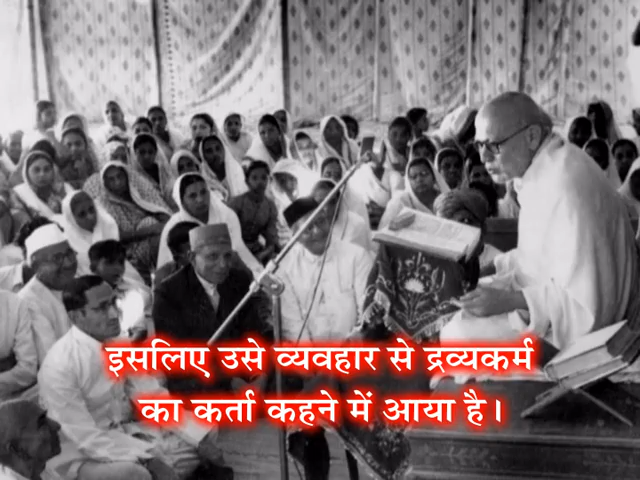 इसलिए उसे व्यवहार से द्रव्यकर्म
का कर्ता कहने में आया है।